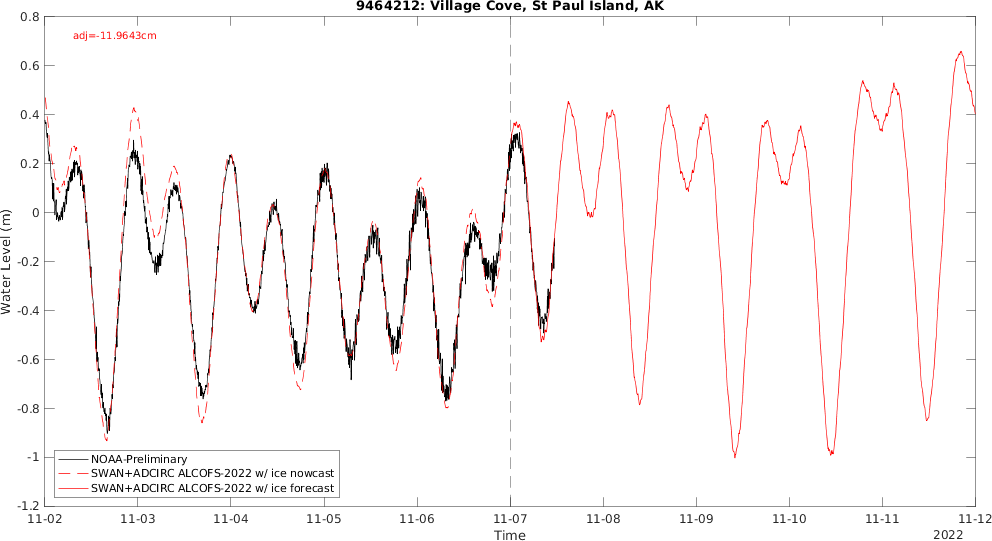 9464212: Village Cove, St Paul Island, AK
adj=-11.9643cm
0.8
0.6
0.4
0.2
0
-0.2
-0.4
-0.6
-0.8
-1
-1.2
Water Level (m)
NOAA-Preliminary
SWAN+ADCIRC ALCOFS-2022 w/ ice nowcast
SWAN+ADCIRC ALCOFS-2022 w/ ice forecast
11-02 11-03 11-04 11-05 11-06 11-07 11-08 11-09 11-10 11-11 11-12
Time
2022